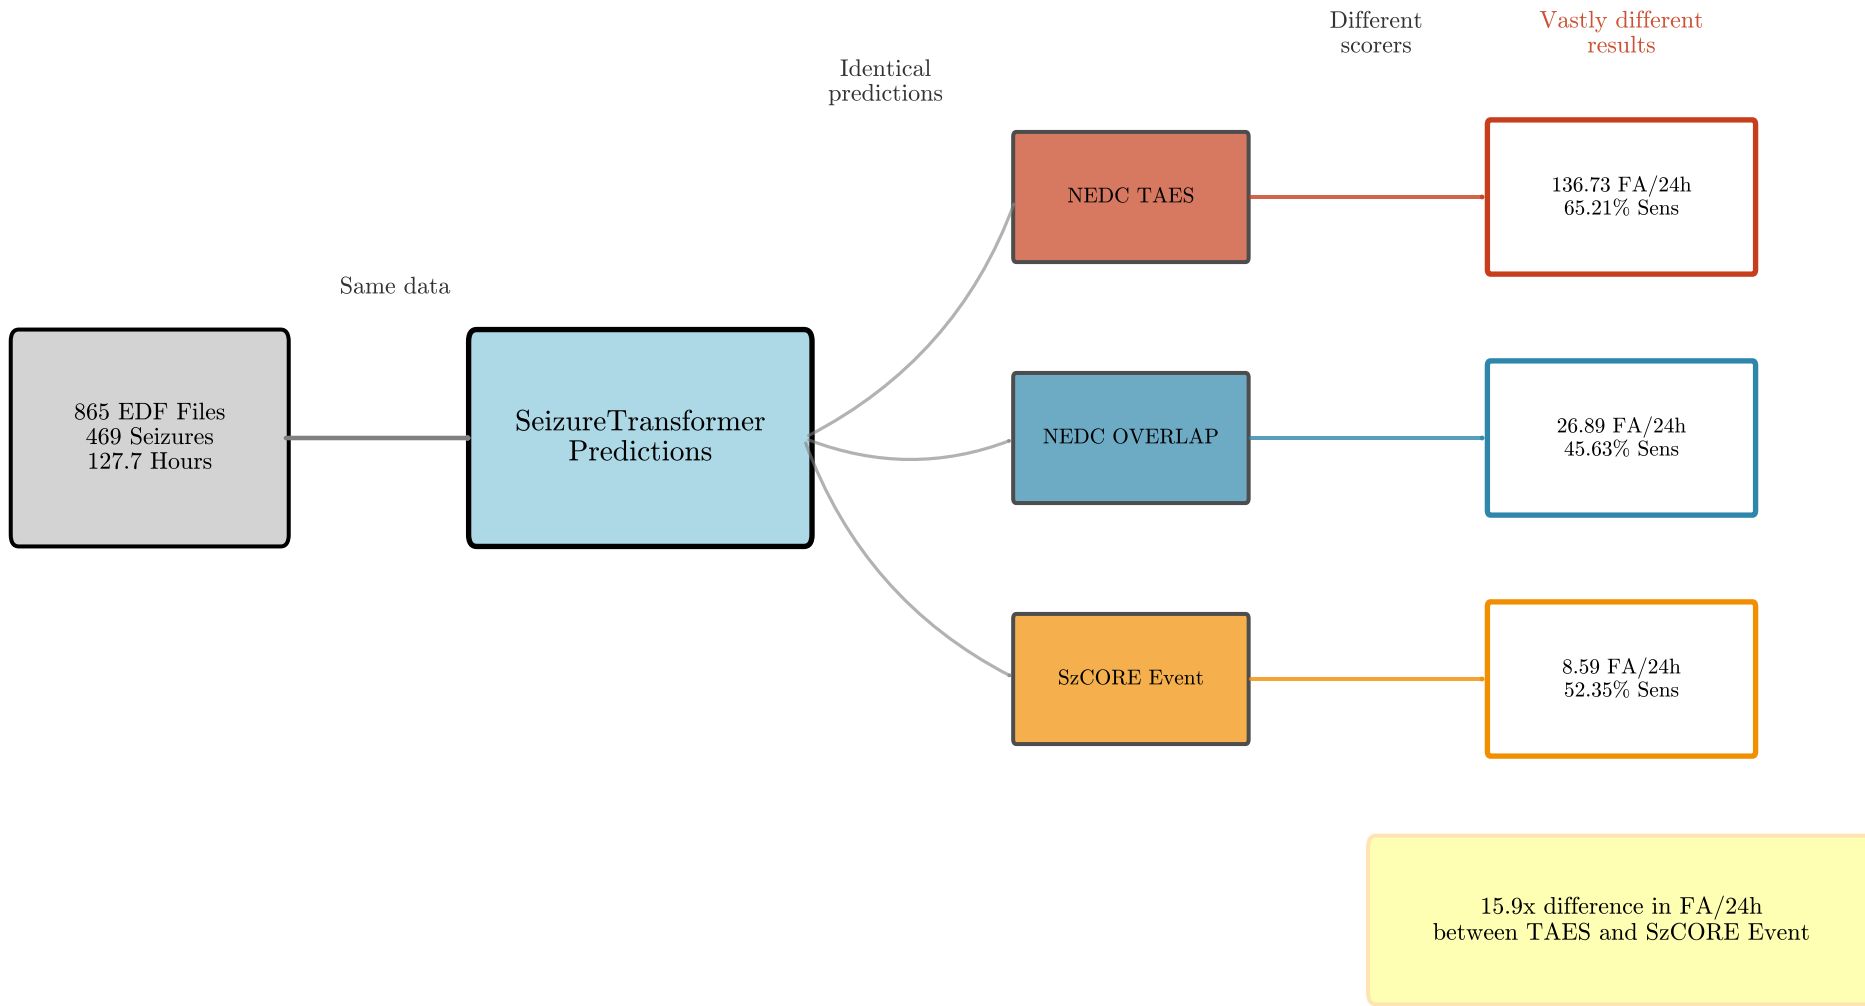 Different
scorers
Vastly different
results
Identical
predictions
Same data
865 EDF Files
469 Seizures
127.7 Hours
SeizureTransformer
Predictions
NEDC TAES
136.73 FA/24h
65.21% Sens
NEDC OVERLAP
26.89 FA/24h
45.63% Sens
SzCORE Event
8.59 FA/24h
52.35% Sens
15.9x difference in FA/24h
between TAES and SzCORE Event